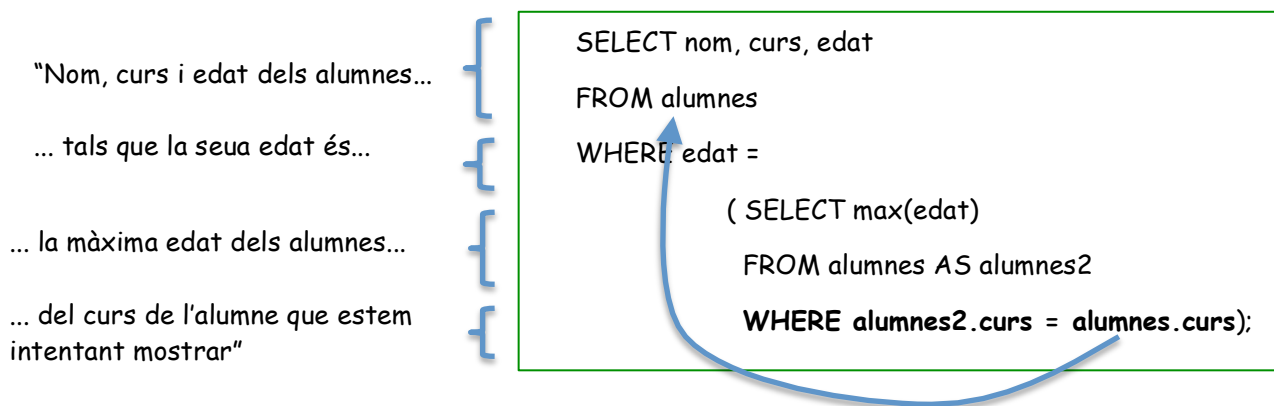 “Nom, curs i edat dels alumnes...
... tals que la seua edat és...
... la màxima edat dels alumnes...
... del curs de l’alumne que estem
intentant mostrar”
SELECT nom, curs, edat
FROM alumnes
WHERE edat =
( SELECT max(edat)
FROM alumnes AS alumnes2
WHERE alumnes2.curs = alumnes.curs);